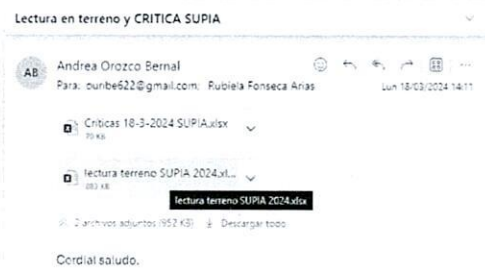 Lectura en terreno y CRITICA SUPIA
AB
Andrea Orozco Bernal
Para: ouribe622@gmail.com; Rubiela Fonseca Arias
Lun 18/03/2024 14:11
Criticas 18-3-2024 SUPIA.xlsx
70 KB
lectura terreno SUPIA 2024.xl...
KB
lectura terreno SUPIA 2024.xlsx
2 archivos adjuntos (952 KB) Descargar todo
Cordial saludo,